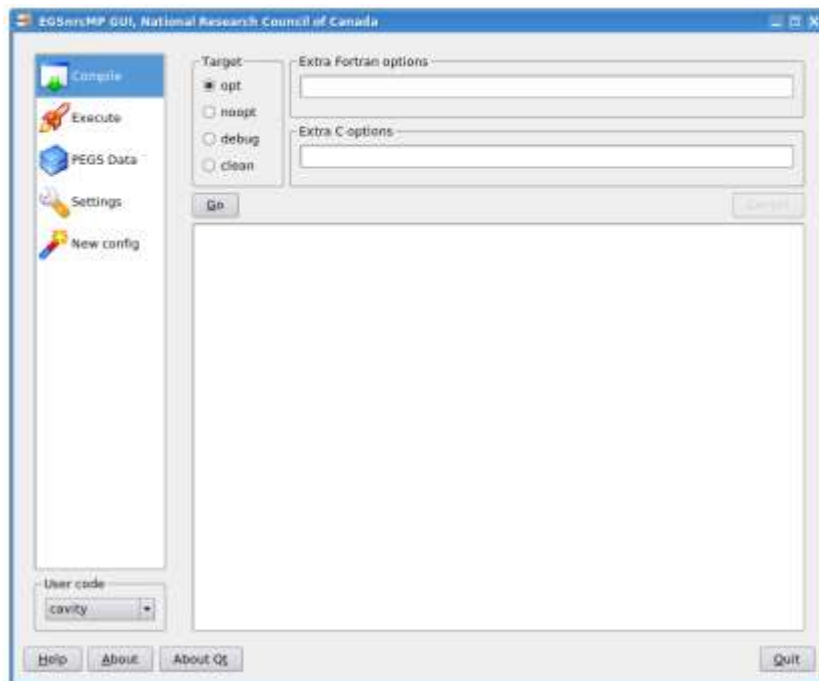 EGSnrcMP GUI, National Research Council of Canada
Compile
Execute
PEGS Data
Settings
New config
Target
opt
noopt
debug
clean
Extra Fortran options
Extra C options
Go
Cancel
User code
cavity
Help
About
About Qt
Quit